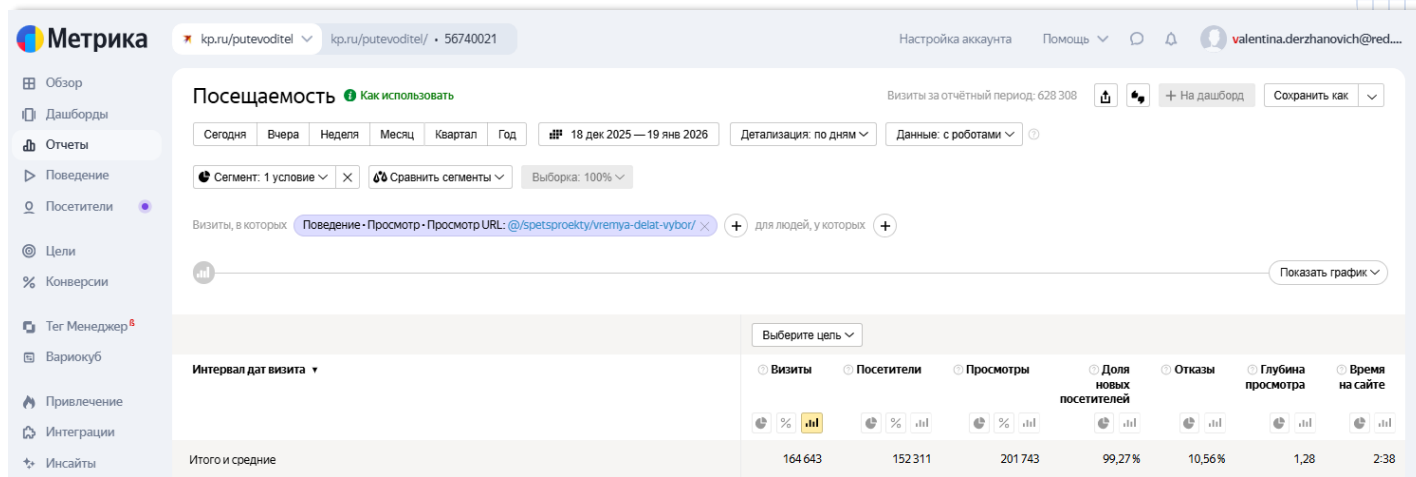 Метрика
kp.ru/putevoditel
kp.ru/putevoditel/ • 56740021
Настройка аккаунта
Помощь
valentina.derzhanovich@red....
Обзор
Дашборды
Отчеты
Поведение
Посетители
Цели
Конверсии
Тег Менеджер ß
Вариокуб
Привлечение
Интеграции
Инсайты
Посещаемость
Как использовать
Визиты за отчётный период: 628 308
+ На дашборд
Сохранить как
Сегодня
Вчера
Неделя
Месяц
Квартал
Год
18 дек 2025 — 19 янв 2026
Детализация: по дням
Данные: с роботами
Сегмент: 1 условие
Сравнить сегменты
Выборка: 100%
Визиты, в которых
Поведение • Просмотр • Просмотр URL: @/spetsproekty/vremya-delat-vybor/
+
для людей, у которых
+
Показать график
Выберите цель
Интервал дат визита ▼
Визиты
Посетители
Просмотры
Доля
новых
посетителей
Отказы
Глубина
просмотра
Время
на сайте
%
%
%
Итого и средние
164 643
152 311
201 743
99,27 %
10,56 %
1,28
2:38